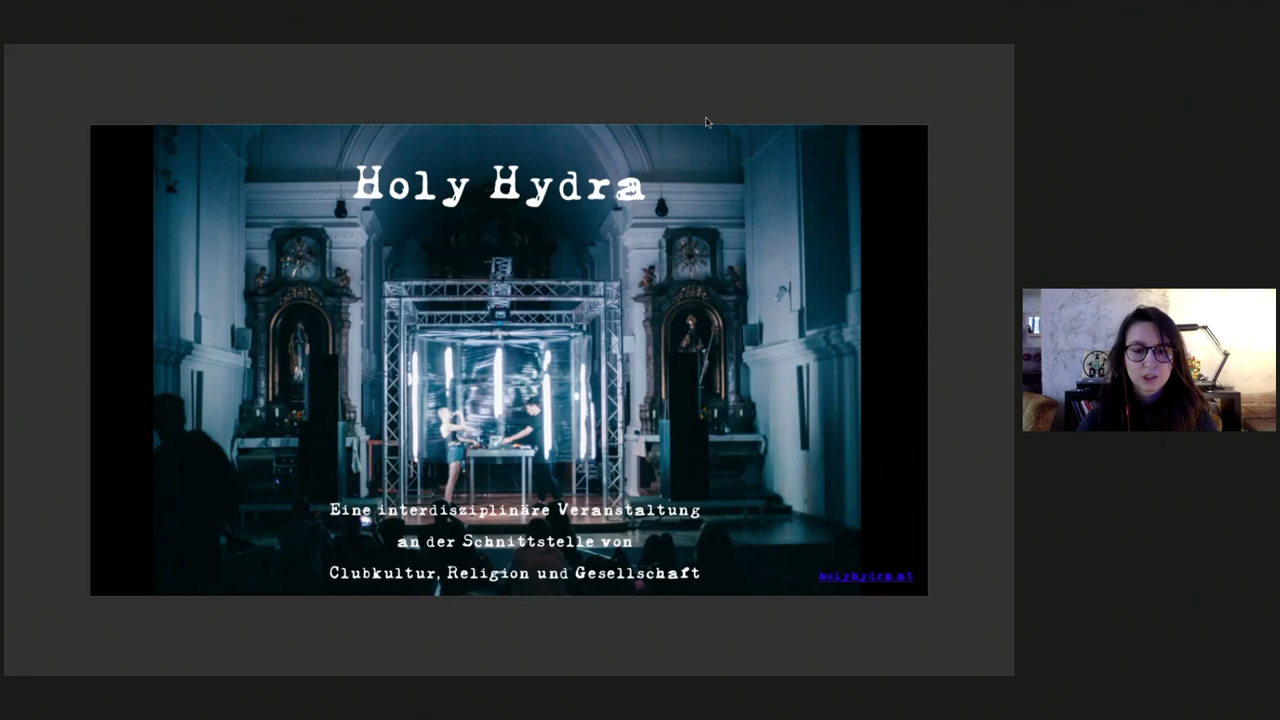 Holy Hydra
Eine interdisziplinäre Veranstaltung
an der Schnittstelle von
Clubkultur, Religion und Gesellschaft
holyhydra.at